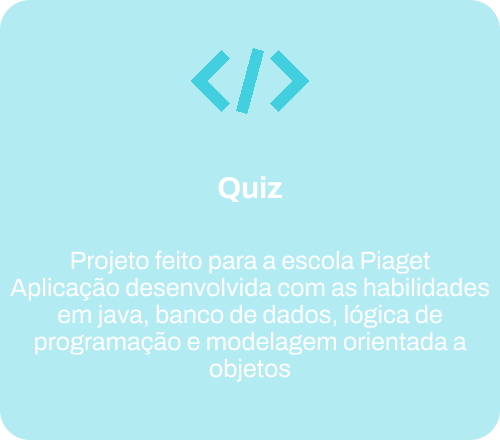 Quiz
Projeto feito para a escola Piaget
Aplicação desenvolvida com as habilidades
em java, banco de dados, lógica de
programação e modelagem orientada a
objetos